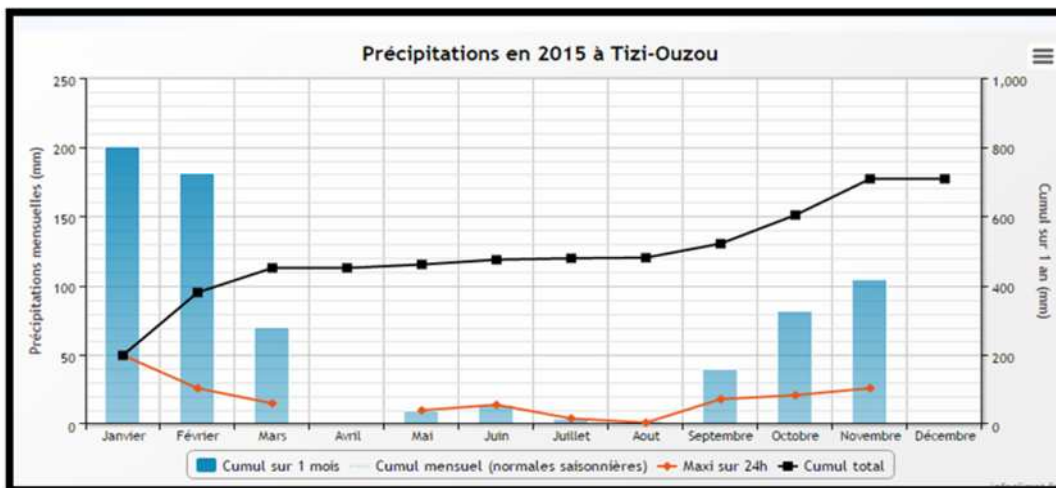 Précipitations en 2015 à Tizi-Ouzou
Précipitations mensuelles (mm)
250
200
150
100
50
0
1,000
800
600
400
200
0
Cumul sur 1 an (mm)
Janvier Février Mars Avril Mai Juin Juillet Aout Septembre Octobre Novembre Décembre
Cumul sur 1 mois Cumul mensuel (normales saisonnières) Maxi sur 24h Cumul total